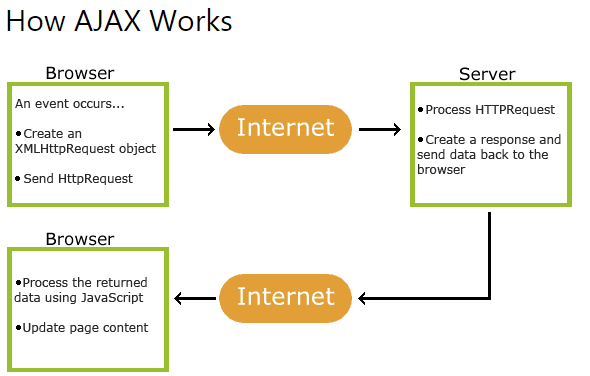 How AJAX Works
Browser
An event occurs...
•Create an
XMLHttpRequest object
• Send HttpRequest
Internet
Server
•Process HTTPRequest
•Create a response and
send data back to the
browser
Browser
•Process the returned
data using JavaScript
•Update page content
Internet